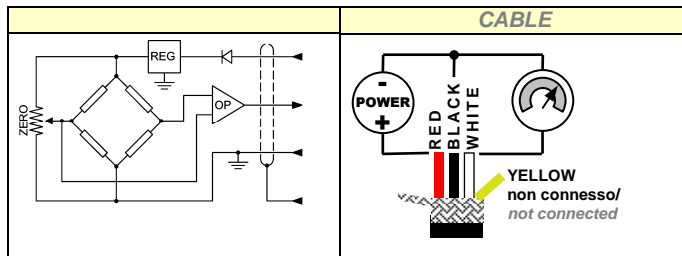 CABLE
REG
OP
ZERO
-
POWER
+
RED
BLACK
WHITE
YELLOW
non connesso/
not connected